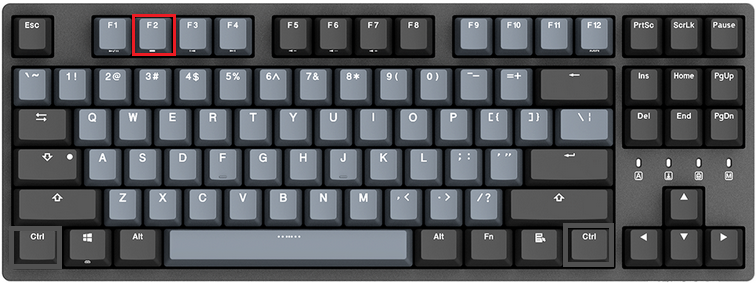 Esc F1 F2 F3 F4 F5 F6 F7 F8 F9 F10 F11 F12 PrtSc ScrLk Pause
\~ 1! 2@ 3# 4$ 5% 6^ 7& 8* 9( 0) -_ =+ Ins Home PgUp
Q W E R T Y U I O P [{ ]} \| Del End PgDn
A S D F G H J K L ;: '" A M
Z X C V B N M ,< .> /?
Ctrl Alt Alt Fn Ctrl